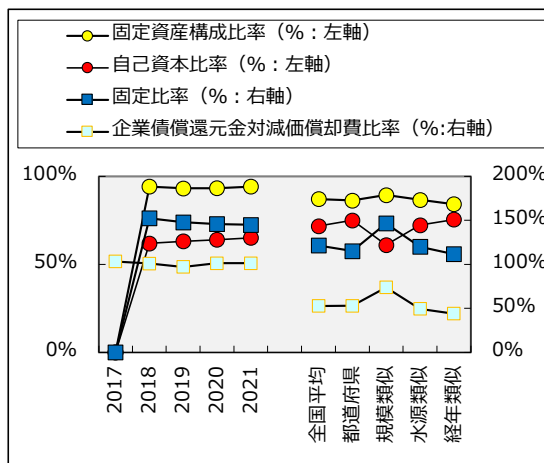 固定資産構成比率（%：左軸）
自己資本比率（%：左軸）
固定比率（%：右軸）
企業債償還元金対減価償却費比率（%:右軸）
100%
50%
0%
200%
150%
100%
50%
0%
2017
2018
2019
2020
2021
全国平均
都道府県
規模類似
水源類似
経年類似